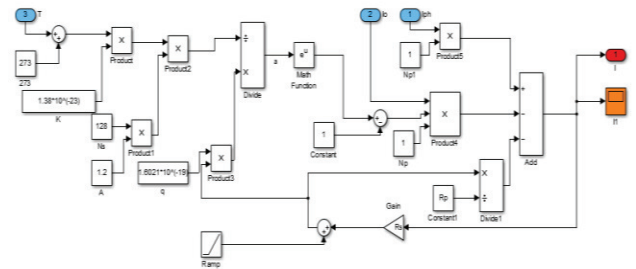 3
T
273
273
X
Product
1.38*10^(-23)
K
X
Product2
128
Ns
X
Product1
1.2
A
1.6021*10^(-19)
q
X
Product3
÷
X
Divide
a
e^u
Math
Function
2
Io
1
Iph
1
Np1
X
Product5
1
Constant
1
Np
X
Product4
Rp
Constant1
X
÷
Divide1
Add
1
I
I1
Gain
Rs
Ramp